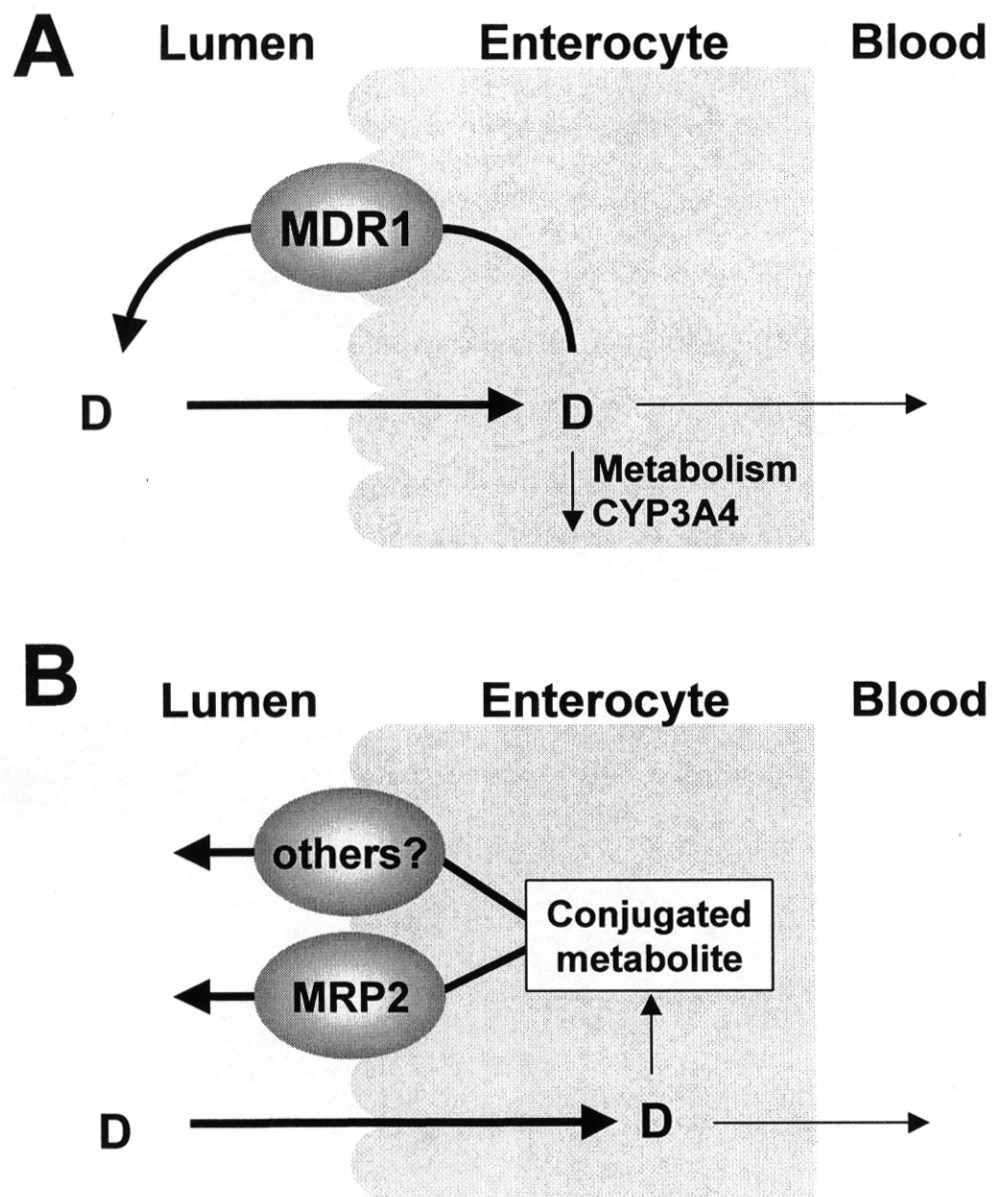 A
Lumen Enterocyte Blood
MDR1
D D
Metabolism
CYP3A4
B
Lumen Enterocyte Blood
others?
Conjugated
metabolite
MRP2
D D